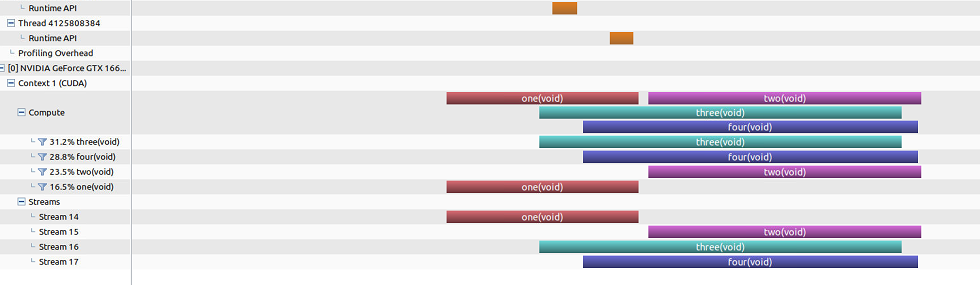 Runtime API
Thread 4125808384
Runtime API
Profiling Overhead
[0] NVIDIA GeForce GTX 166...
Context 1 (CUDA)
one(void) two(void)
Compute three(void)
four(void)
31.2% three(void) three(void)
28.8% four(void) four(void)
23.5% two(void) two(void)
16.5% one(void) one(void)
Streams
Stream 14 one(void)
Stream 15 two(void)
Stream 16 three(void)
Stream 17 four(void)